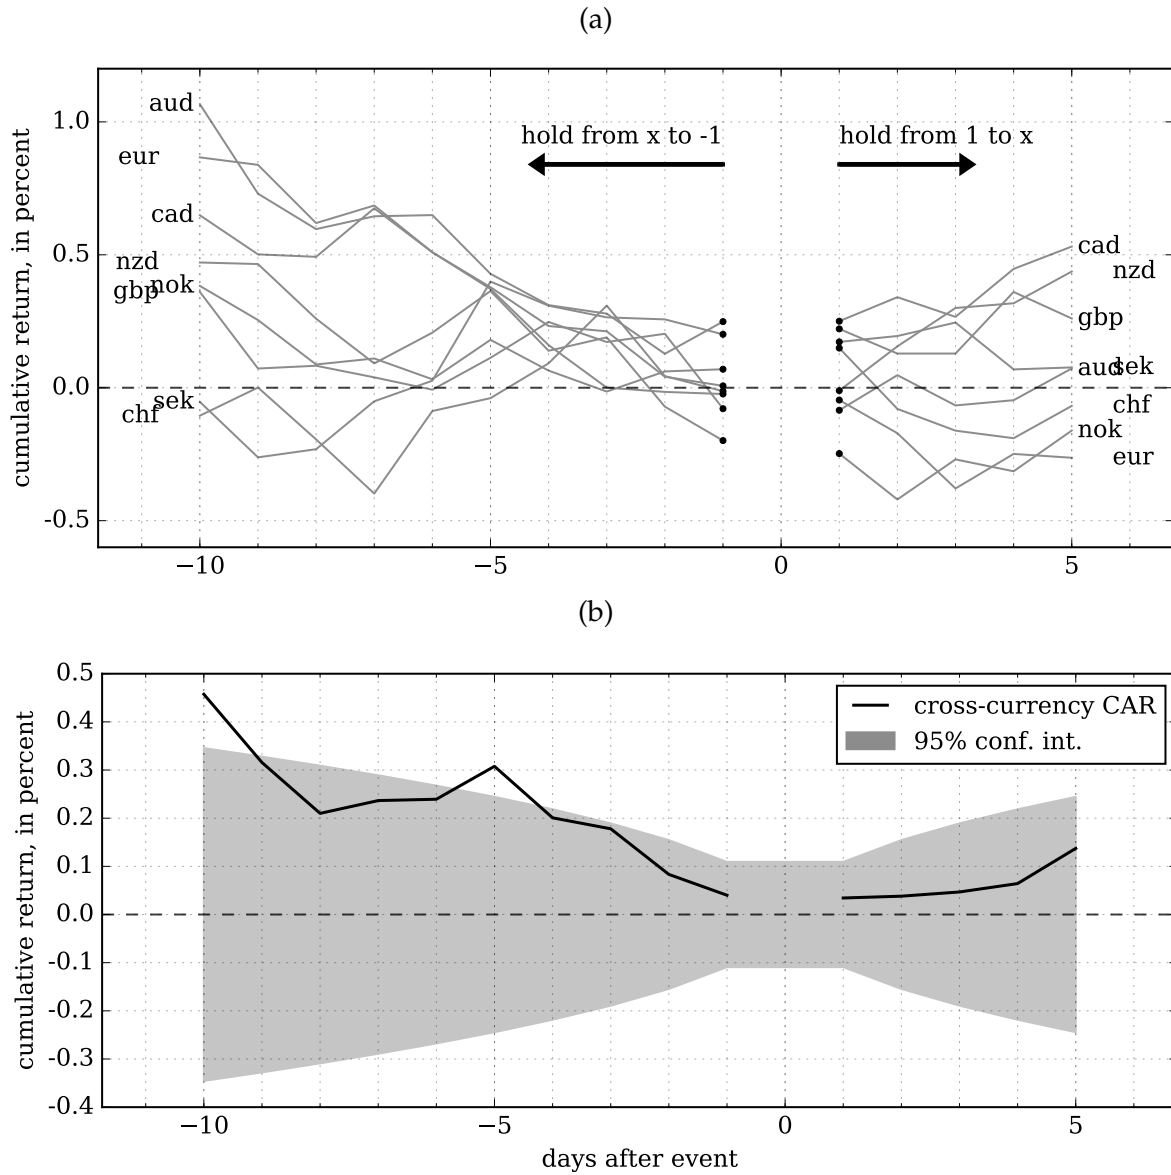 (a)
cumulative return, in percent
1.0
0.5
0.0
-0.5
aud
eur
cad
nzd
gbp
nok
sek
chf
hold from x to -1
hold from 1 to x
cad
nzd
gbp
aud
sek
chf
nok
eur
−10
−5
0
5
(b)
cumulative return, in percent
0.5
0.4
0.3
0.2
0.1
0.0
-0.1
-0.2
-0.3
-0.4
cross-currency CAR
95% conf. int.
−10
−5
0
5
days after event